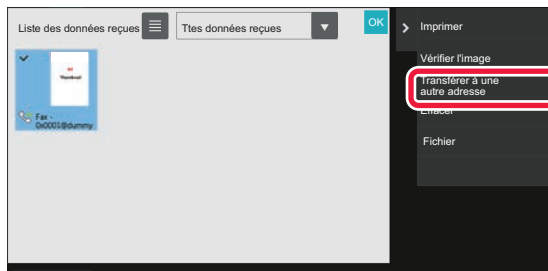 Liste des données reçues
Ttes données reçues
OK
Thumbnail
Fax -
0x0001@dummy
Imprimer
Vérifier l'image
Transférer à une
autre adresse
Effacer
Fichier